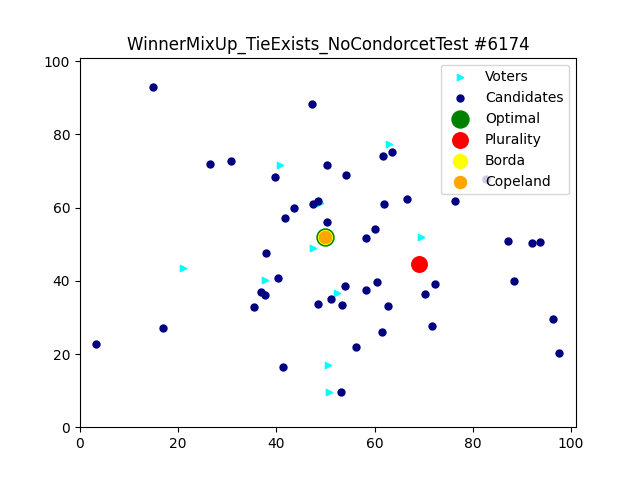 WinnerMixUp_TieExists_NoCondorcetTest #6174
100
80
60
40
20
0
0 20 40 60 80 100
Voters
Candidates
Optimal
Plurality
Borda
Copeland